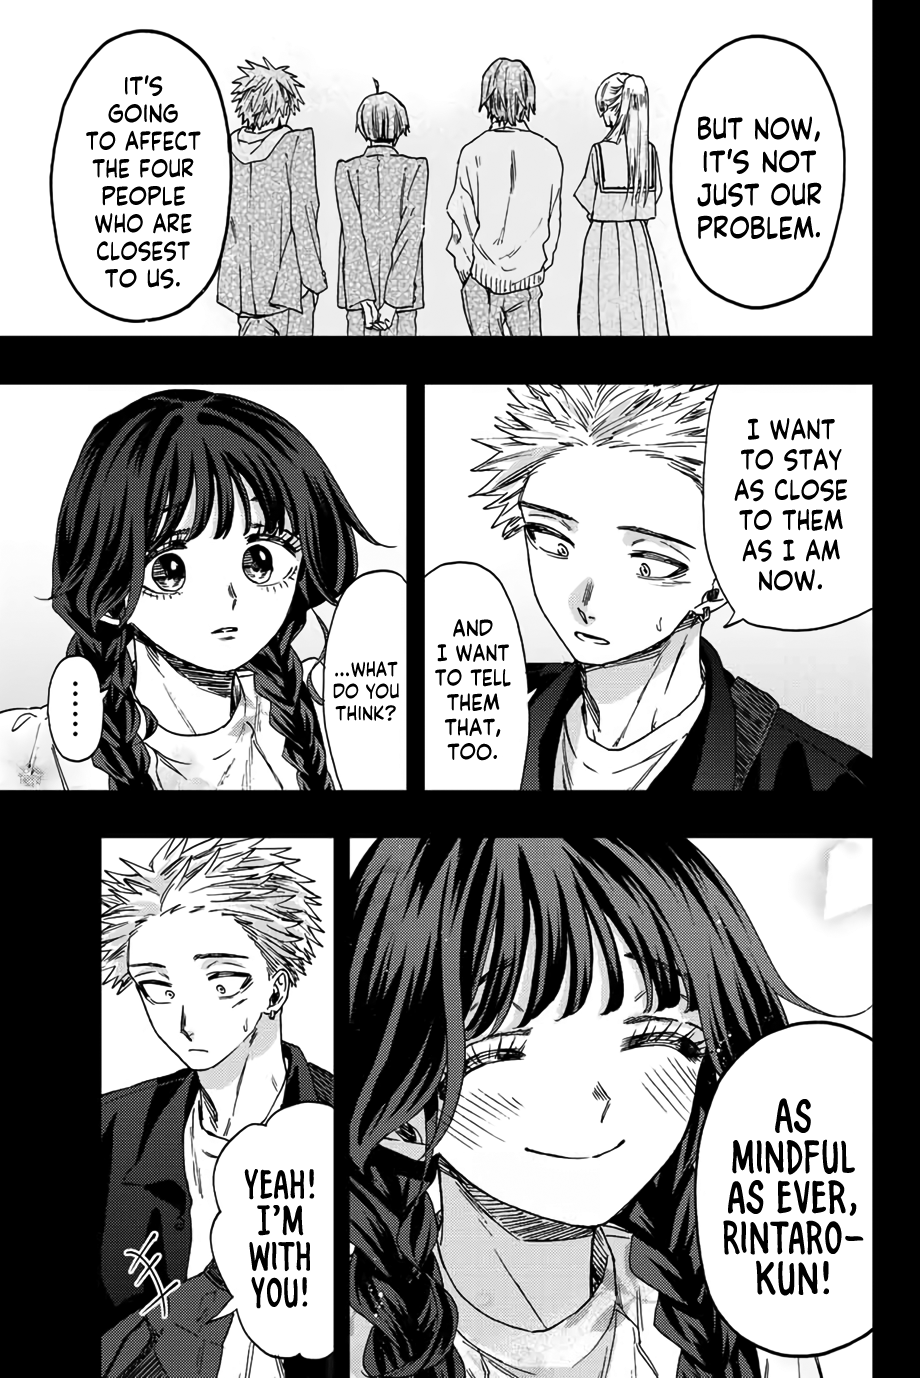 BUT NOW,
IT'S NOT
JUST OUR
PROBLEM.
IT'S
GOING
TO AFFECT
THE FOUR
PEOPLE
WHO ARE
CLOSEST
TO US.
I WANT
TO STAY
AS CLOSE
TO THEM
AS I AM
NOW.
AND
I WANT
TO TELL
THEM
THAT,
TOO.
...WHAT
DO YOU
THINK?
.....
AS
MINDFUL
AS EVER,
RINTARO-
KUN!
YEAH!
I'M
WITH
YOU!